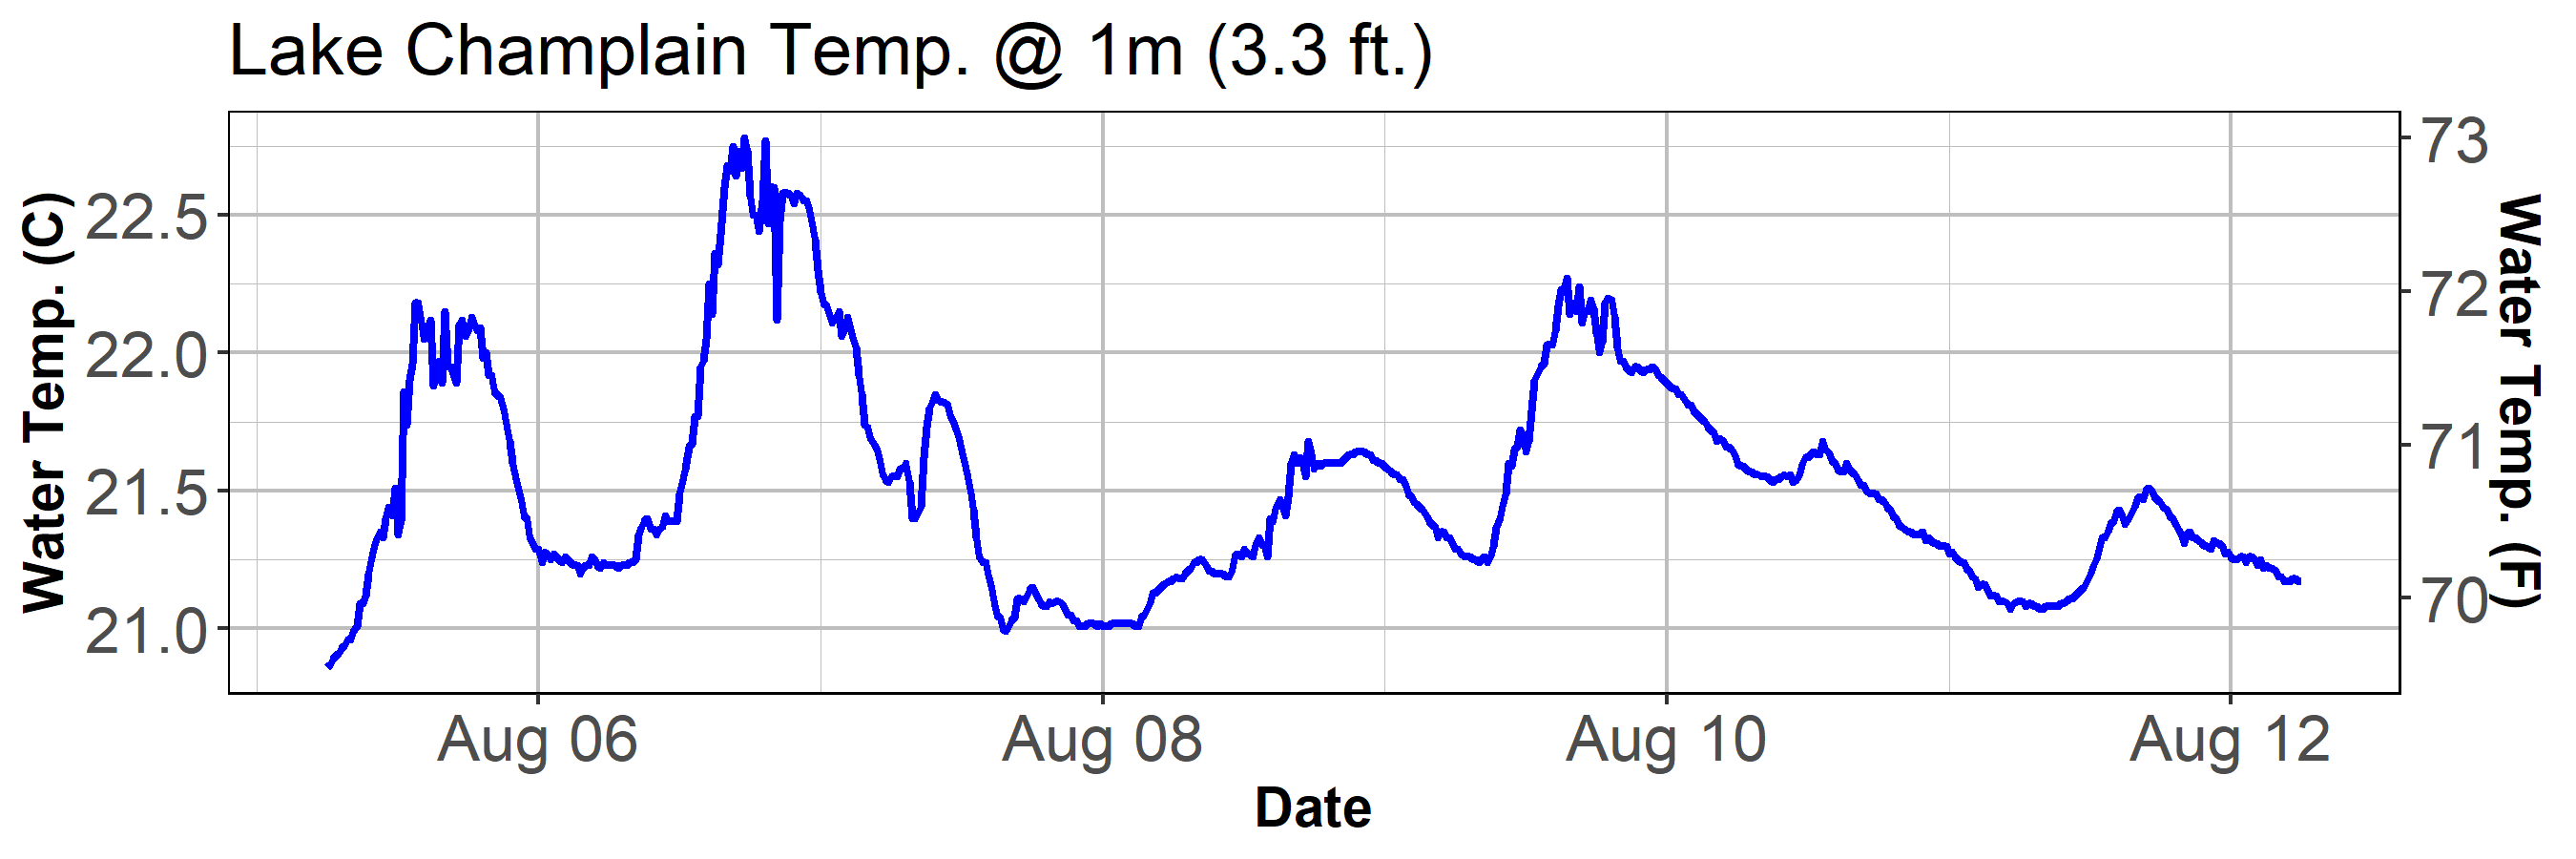 Lake Champlain Temp. @ 1m (3.3 ft.)
Water Temp. (C)
22.5
22.0
21.5
21.0
73
72
71
70
Water Temp. (F)
Aug 06 Aug 08 Aug 10 Aug 12
Date